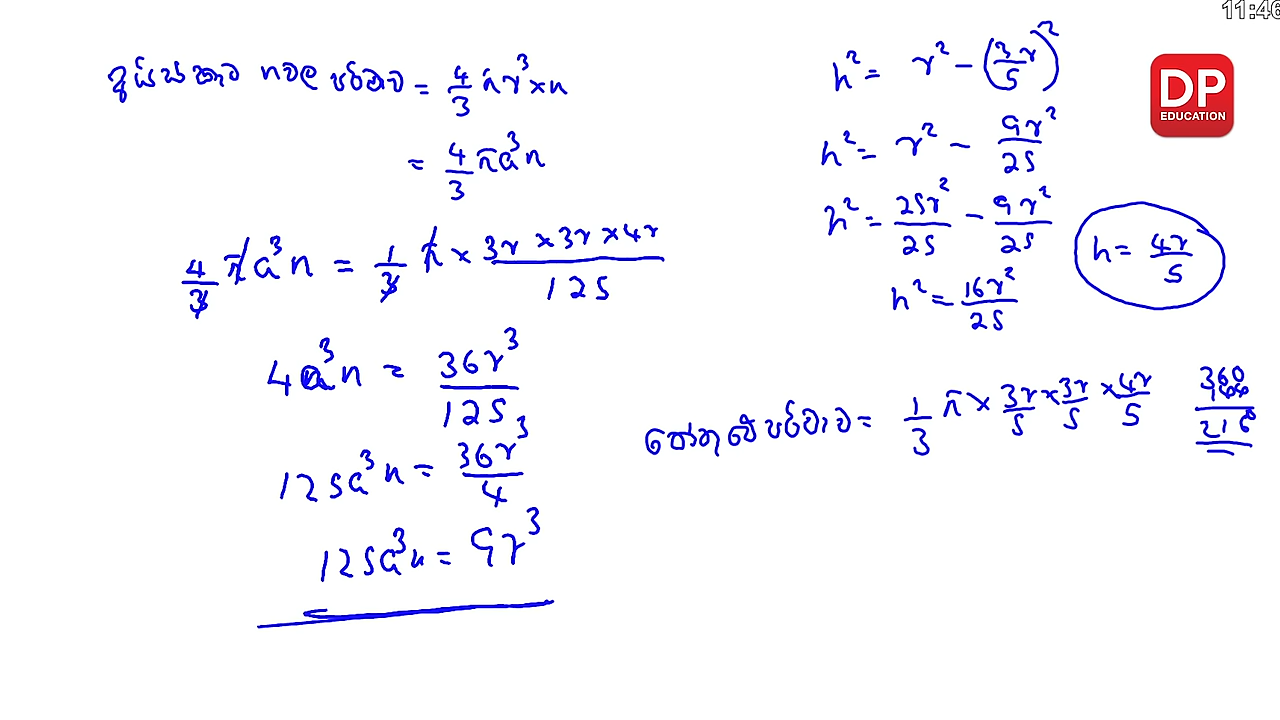 11:46
DP
EDUCATION
පරිමාව = 4/3 πr³ × n
= 4/3 πa³n
4/3 πa³n = 1/3 π × 3r × 3r × 4r / 125
4a³n = 36r³/125
125a³n = 36r³/4
125a³n = 9r³
h² = r² − (3r/5)²
h² = r² − 9r²/25
h² = 25r²/25 − 9r²/25
h² = 16r²/25
h = 4r/5
කේතුවේ පරිමාව = 1/3 π × 3r/5 × 3r/5 × 4r/5
360
216